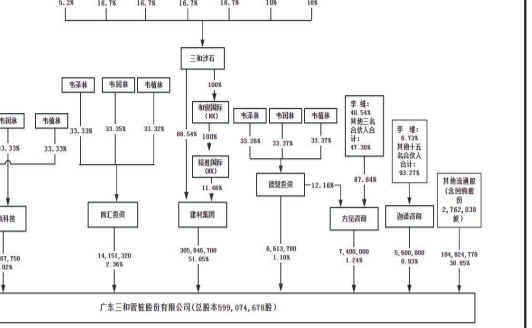 5.2% 16.7% 16.7% 16.7% 16.7% 10% 18%
三和沙石
100%
韦泽林 韦润林 韦植林
和骏国际
(HK)
李 维:
40.54%
其他三名
合伙人合
计:
47.30%
韦润林 韦植林
33.33% 33.35% 33.32%
88.54%
100%
韦泽林 韦润林 韦植林
33.26% 33.37% 33.37%
李 维:
6.73%
其他十五
名合伙人
合计:
93.27%
33.33% 33.33%
国际
(HK)
11.46%
投资
12.16%
87.84%
其他流通股
(含回购股
份
2,762,038
股)
科技
首汇投资
建材集团
方见咨询
迦诺咨询
67,750
.02%
14,151,320
2.36%
305,846,700
51.05%
6,613,780
1.10%
7,400,000
1.24%
5,600,000
0.93%
184,824,778
30.85%
广东三和管桩股份有限公司(总股本599,074,678股)